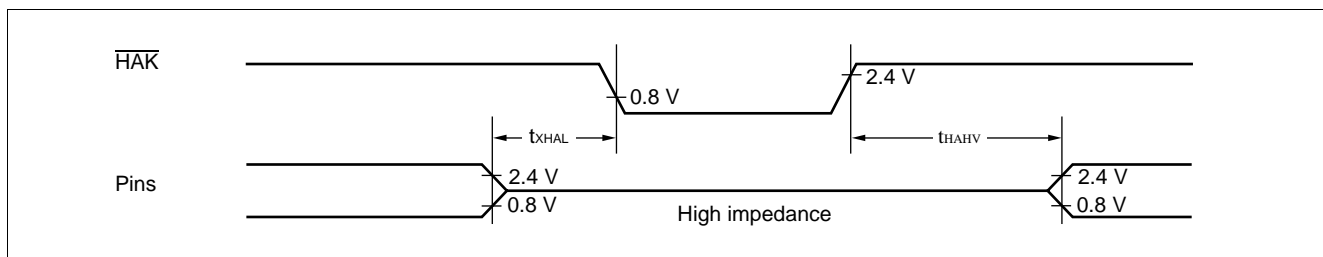 HAK
0.8 V
2.4 V
tXHAL
tHAHV
Pins
2.4 V
0.8 V
High impedance
2.4 V
0.8 V